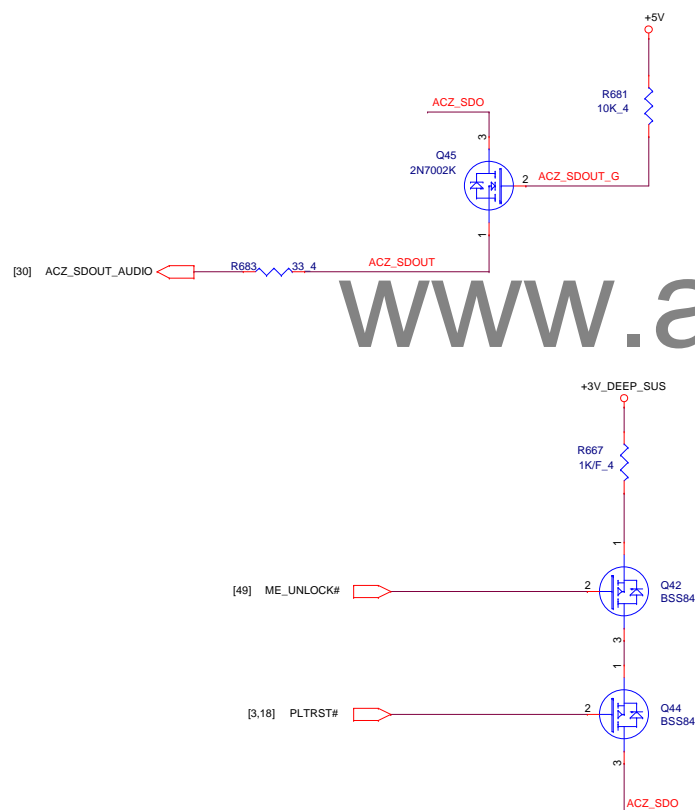 +5V
ACZ_SDO
R681
10K_4
3
Q45
2N7002K
2
ACZ_SDOUT_G
1
[30] ACZ_SDOUT_AUDIO
R683
33_4
ACZ_SDOUT
www.a
+3V_DEEP_SUS
R667
1K/F_4
1
[49] ME_UNLOCK#
2
Q42
BSS84
3
1
[3,18] PLTRST#
2
Q44
BSS84
3
ACZ_SDO